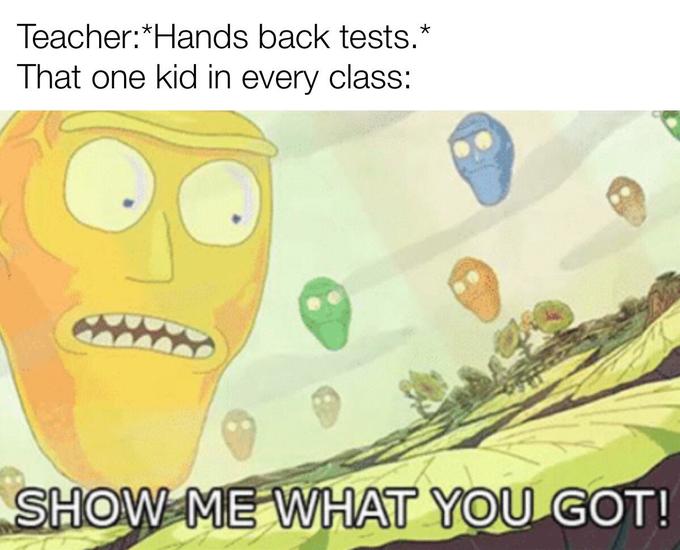 Teacher:*Hands back tests.*
That one kid in every class:
SHOW ME WHAT YOU GOT!